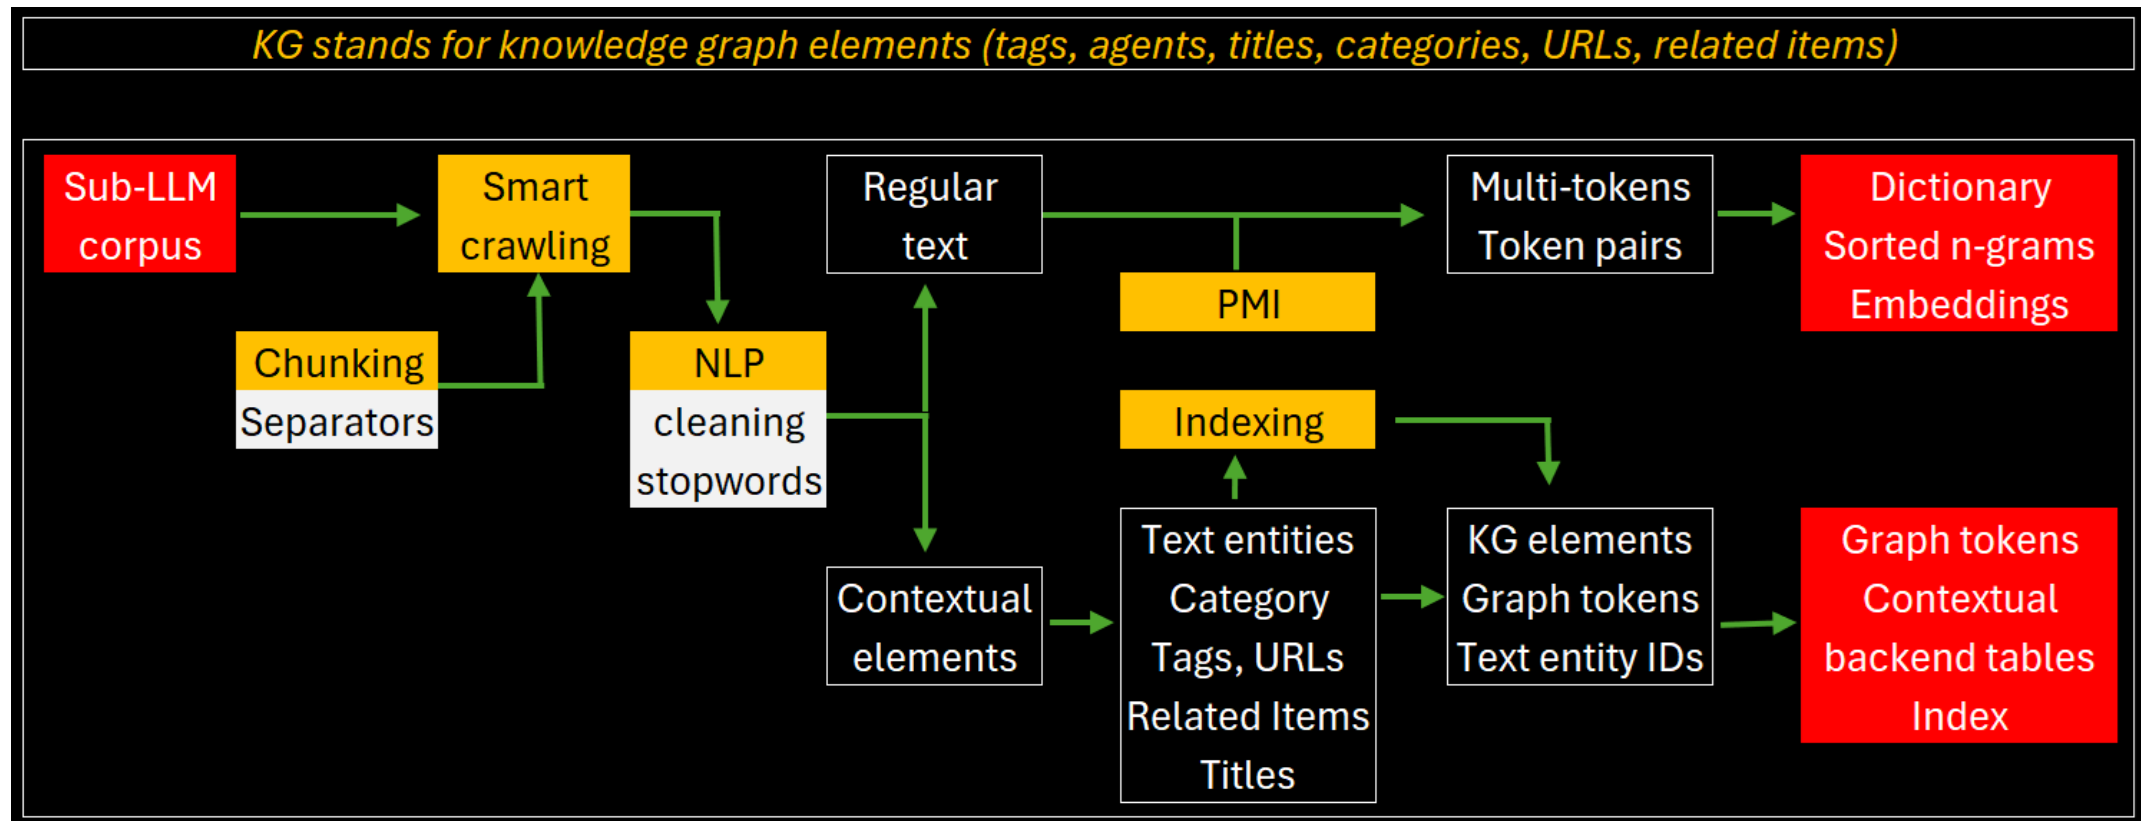 KG stands for knowledge graph elements (tags, agents, titles, categories, URLs, related items)
Sub-LLM
corpus
Smart
crawling
Chunking
Separators
NLP
cleaning
stopwords
Regular
text
PMI
Multi-tokens
Token pairs
Dictionary
Sorted n-grams
Embeddings
Contextual
elements
Indexing
Text entities
Category
Tags, URLs
Related Items
Titles
KG elements
Graph tokens
Text entity IDs
Graph tokens
Contextual
backend tables
Index